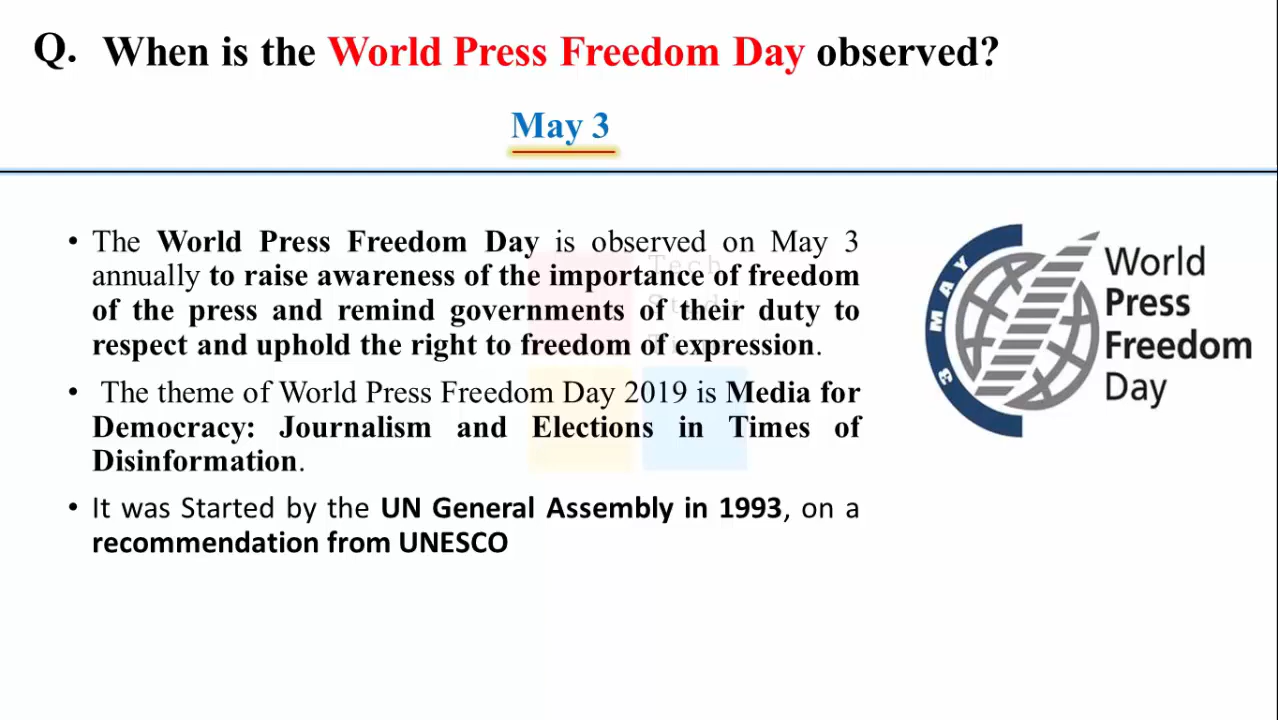 Q. When is the World Press Freedom Day observed?
May 3
• The World Press Freedom Day is observed on May 3
annually to raise awareness of the importance of freedom
of the press and remind governments of their duty to
respect and uphold the right to freedom of expression.
• The theme of World Press Freedom Day 2019 is Media for
Democracy: Journalism and Elections in Times of
Disinformation.
• It was Started by the UN General Assembly in 1993, on a
recommendation from UNESCO
3 MAY
World
Press
Freedom
Day
Tech
Study